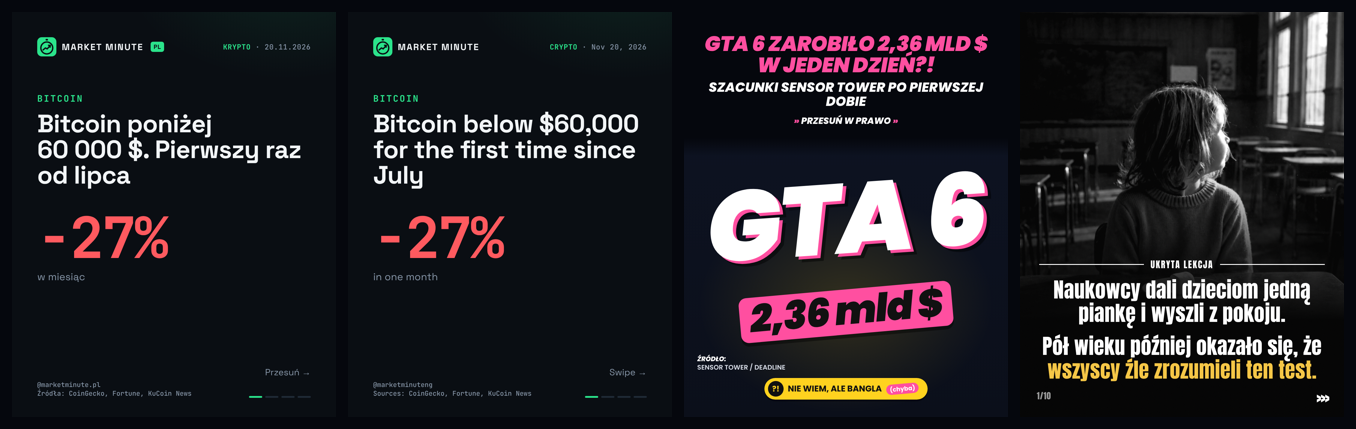 MARKET MINUTE PL
KRYPTO · 20.11.2026
BITCOIN
Bitcoin poniżej
60 000 $. Pierwszy raz
od lipca
-27%
w miesiąc
Przesuń →
@marketminute.pl
Źródła: CoinGecko, Fortune, KuCoin News
MARKET MINUTE
CRYPTO · Nov 20, 2026
BITCOIN
Bitcoin below $60,000
for the first time since
July
-27%
in one month
Swipe →
@marketminuteng
Sources: CoinGecko, Fortune, KuCoin News
GTA 6 ZAROBIŁO 2,36 MLD $
W JEDEN DZIEŃ?!
SZACUNKI SENSOR TOWER PO PIERWSZEJ
DOBIE
» PRZESUŃ W PRAWO »
GTA 6
2,36 mld $
ŹRÓDŁO:
SENSOR TOWER / DEADLINE
?! NIE WIEM, ALE BANGLA (chyba)
UKRYTA LEKCJA
Naukowcy dali dzieciom jedną
piankę i wyszli z pokoju.
Pół wieku później okazało się, że
wszyscy źle zrozumieli ten test.
1/10
»»